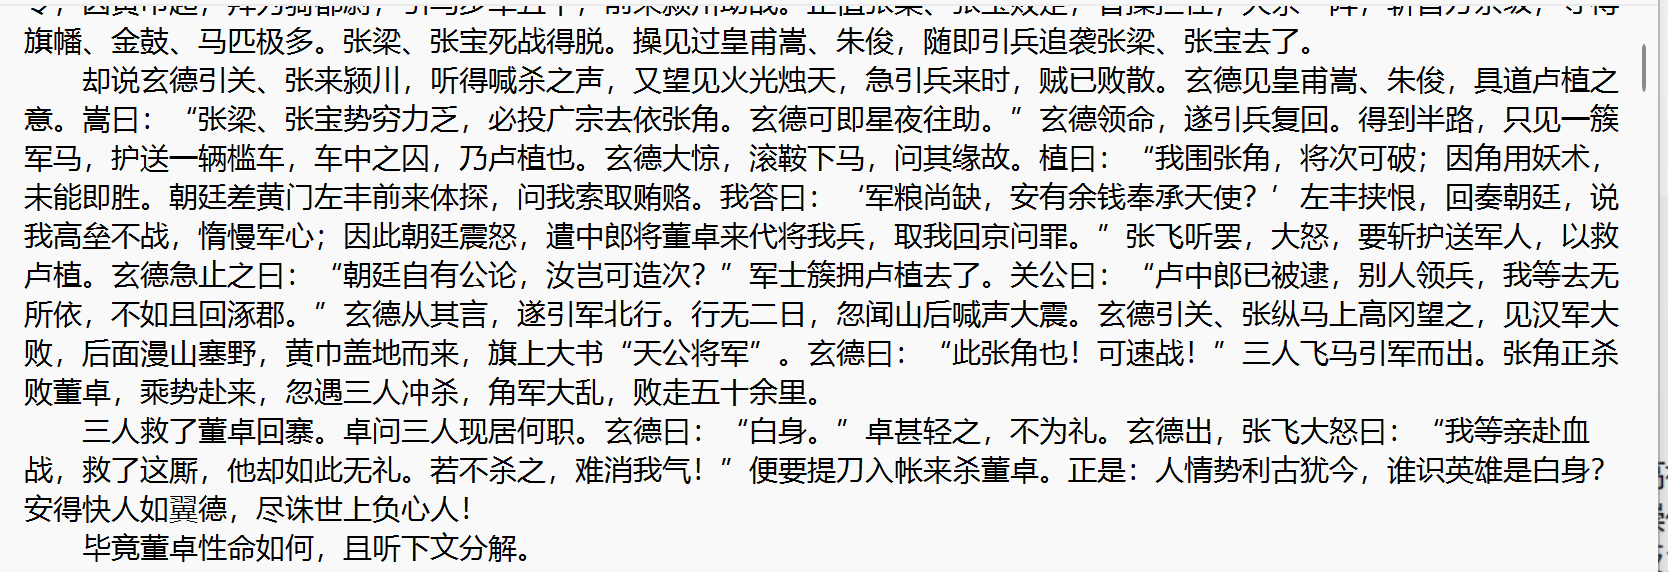 旗幡、金鼓、马匹极多。张梁、张宝死战得脱。操见过皇甫嵩、朱俊，随即引兵追袭张梁、张宝去了。
却说玄德引关、张来颍川，听得喊杀之声，又望见火光烛天，急引兵来时，贼已败散。玄德见皇甫嵩、朱俊，具道卢植之
意。嵩曰：“张梁、张宝势穷力乏，必投广宗去依张角。玄德可即星夜往助。”玄德领命，遂引兵复回。得到半路，只见一簇
军马，护送一辆槛车，车中之囚，乃卢植也。玄德大惊，滚鞍下马，问其缘故。植曰：“我围张角，将次可破；因角用妖术，
未能即胜。朝廷差黄门左丰前来体探，问我索取贿赂。我答曰：‘军粮尚缺，安有余钱奉承天使？’左丰挟恨，回奏朝廷，说
我高垒不战，惰慢军心；因此朝廷震怒，遣中郎将董卓来代将我兵，取我回京问罪。”张飞听罢，大怒，要斩护送军人，以救
卢植。玄德急止之曰：“朝廷自有公论，汝岂可造次？”军士簇拥卢植去了。关公曰：“卢中郎已被逮，别人领兵，我等去无
所依，不如且回涿郡。”玄德从其言，遂引军北行。行无二日，忽闻山后喊声大震。玄德引关、张纵马上高冈望之，见汉军大
败，后面漫山塞野，黄巾盖地而来，旗上大书“天公将军”。玄德曰：“此张角也！可速战！”三人飞马引军而出。张角正杀
败董卓，乘势赴来，忽遇三人冲杀，角军大乱，败走五十余里。
三人救了董卓回寨。卓问三人现居何职。玄德曰：“白身。”卓甚轻之，不为礼。玄德出，张飞大怒曰：“我等亲赴血
战，救了这厮，他却如此无礼。若不杀之，难消我气！”便要提刀入帐来杀董卓。正是：人情势利古犹今，谁识英雄是白身？
安得快人如翼德，尽诛世上负心人！
毕竟董卓性命如何，且听下文分解。